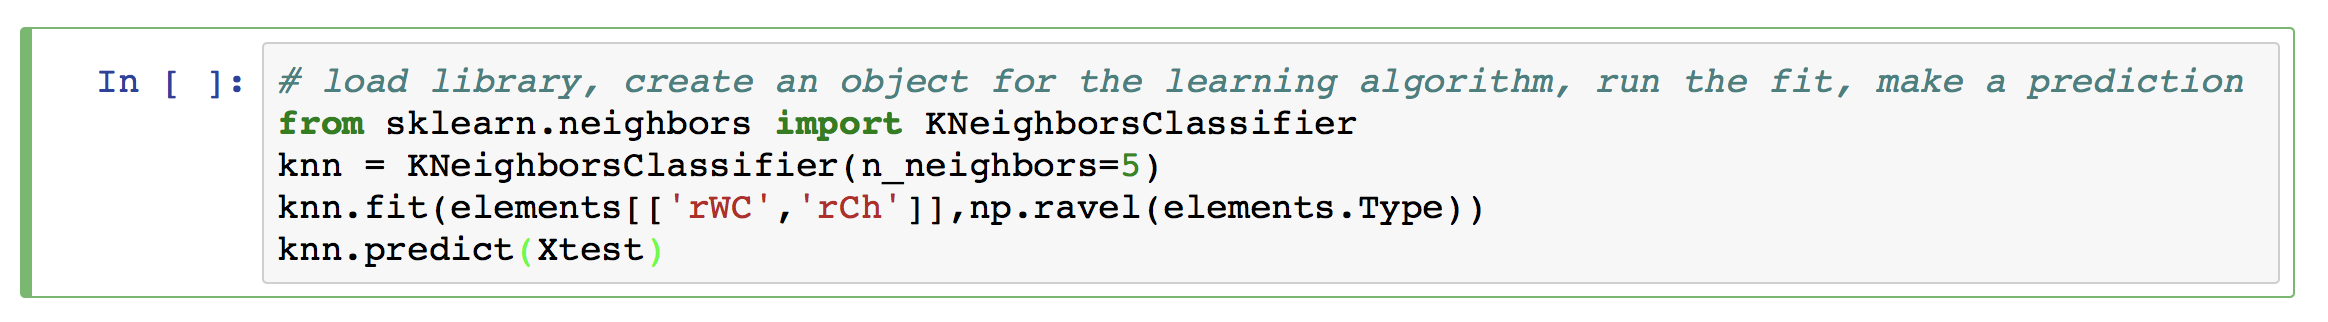 In [ ]:
# load library, create an object for the learning algorithm, run the fit, make a prediction
from sklearn.neighbors import KNeighborsClassifier
knn = KNeighborsClassifier(n_neighbors=5)
knn.fit(elements[['rWC','rCh']],np.ravel(elements.Type))
knn.predict(Xtest)